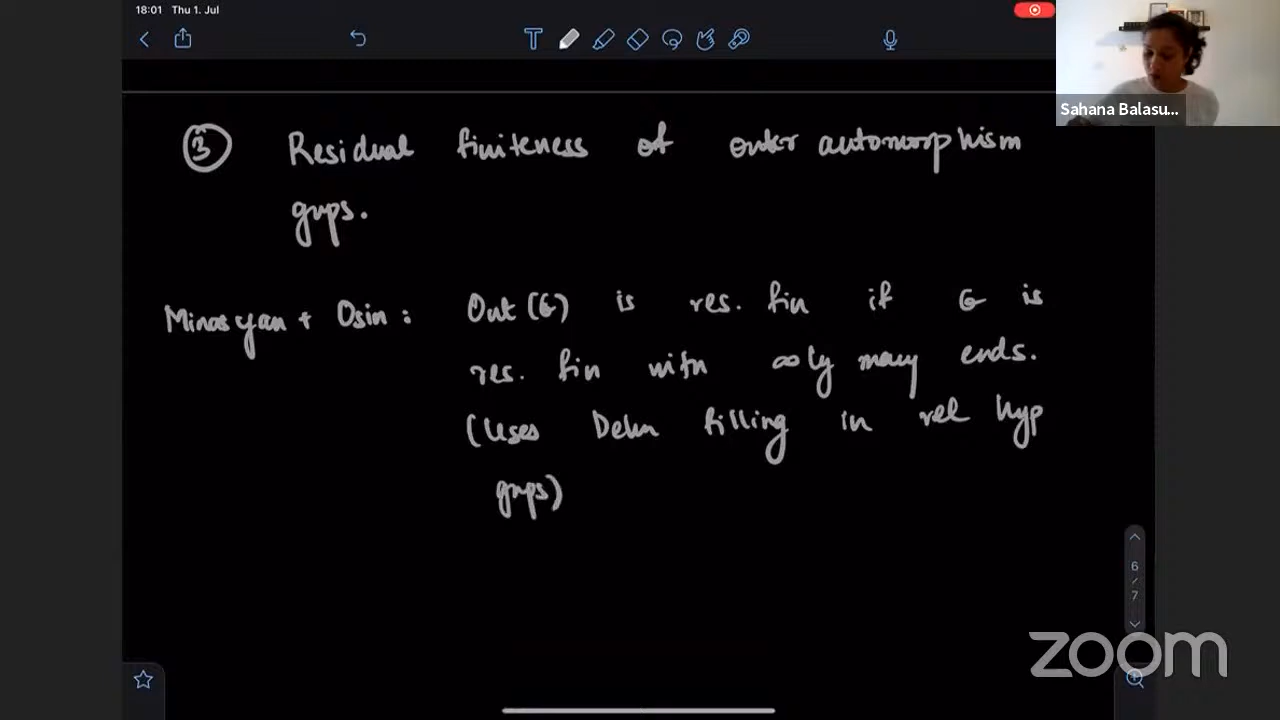 18:01 Thu 1. Jul
Sahana Balasu...
③ Residual finiteness of outer automorphism
grps.
Minasyan + Osin: Out(G) is res. fin if G is
res. fin with ∞ly many ends.
(Uses Dehn filling in rel hyp
grps)
6
/
7
zoom